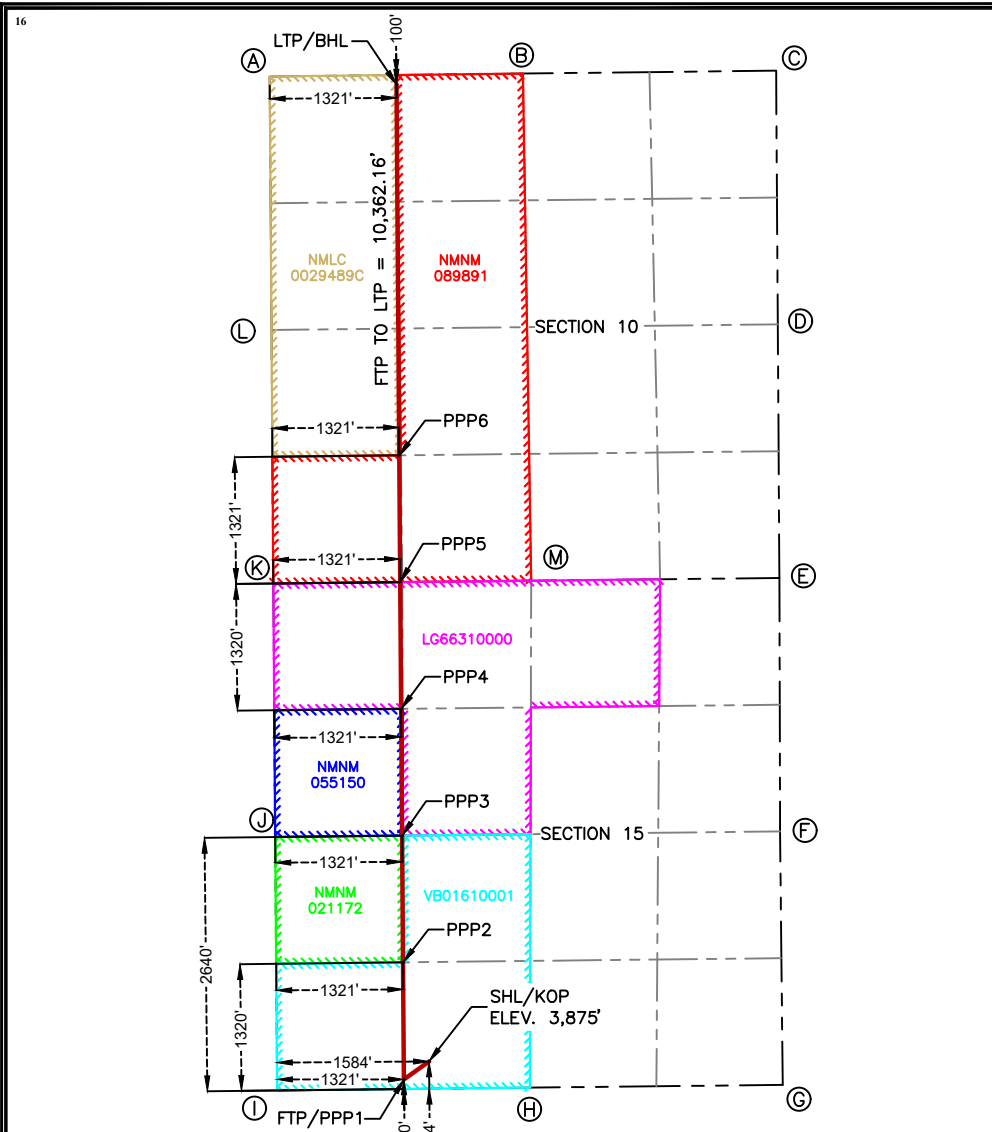 16
LTP/BHL
100'
A
B
C
1321'
FTP TO LTP = 10,362.16'
NMLC
0029489C
NMNM
089891
L
SECTION 10
D
1321'
PPP6
1321'
1321'
PPP5
K
M
E
1320'
LG66310000
PPP4
1321'
NMNM
055150
PPP3
J
SECTION 15
F
1321'
NMNM
021172
VB01610001
PPP2
2640'
1321'
1320'
SHL/KOP
ELEV. 3,875'
1584'
1321'
I
FTP/PPP1
H
G